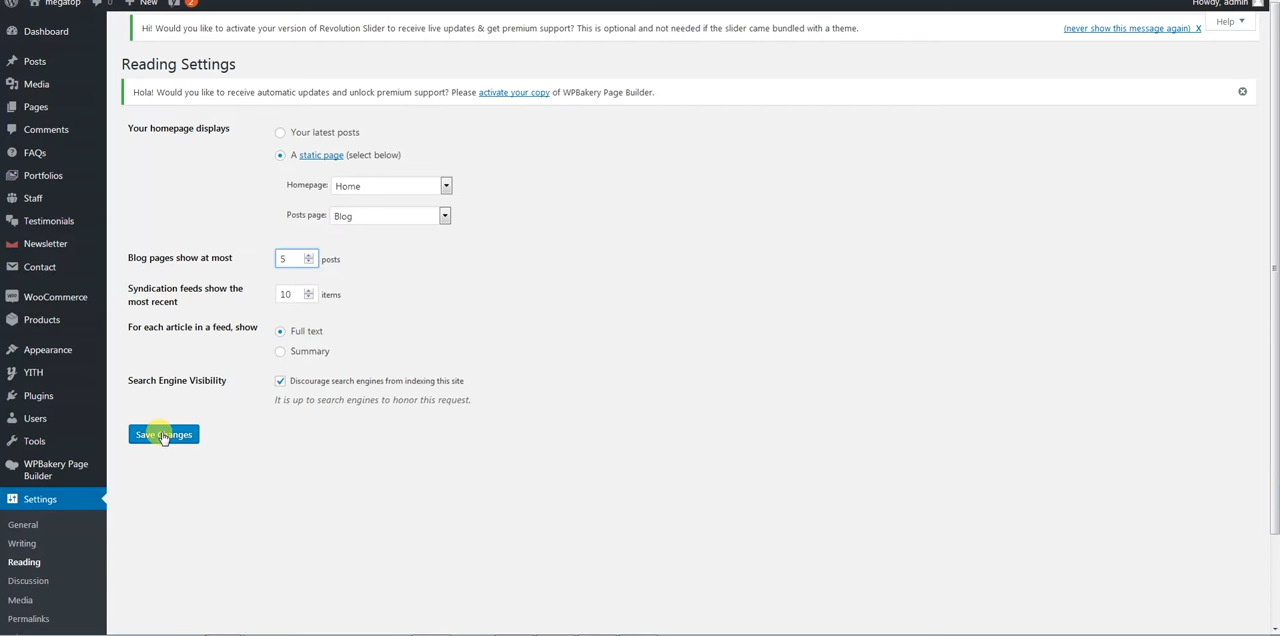 megatop 0 New 2 Howdy, admin
Hi! Would you like to activate your version of Revolution Slider to receive live updates & get premium support? This is optional and not needed if the slider came bundled with a theme. (never show this message again) X
Help
Reading Settings
Hola! Would you like to receive automatic updates and unlock premium support? Please activate your copy of WPBakery Page Builder.
Dashboard
Posts
Media
Pages
Comments
FAQs
Portfolios
Staff
Testimonials
Newsletter
Contact
WooCommerce
Products
Appearance
YITH
Plugins
Users
Tools
WPBakery Page
Builder
Settings
General
Writing
Reading
Discussion
Media
Permalinks
Your homepage displays
Your latest posts
A static page (select below)
Homepage: Home
Posts page: Blog
Blog pages show at most 5 posts
Syndication feeds show the
most recent 10 items
For each article in a feed, show Full text
Summary
Search Engine Visibility Discourage search engines from indexing this site
It is up to search engines to honor this request.
Save Changes